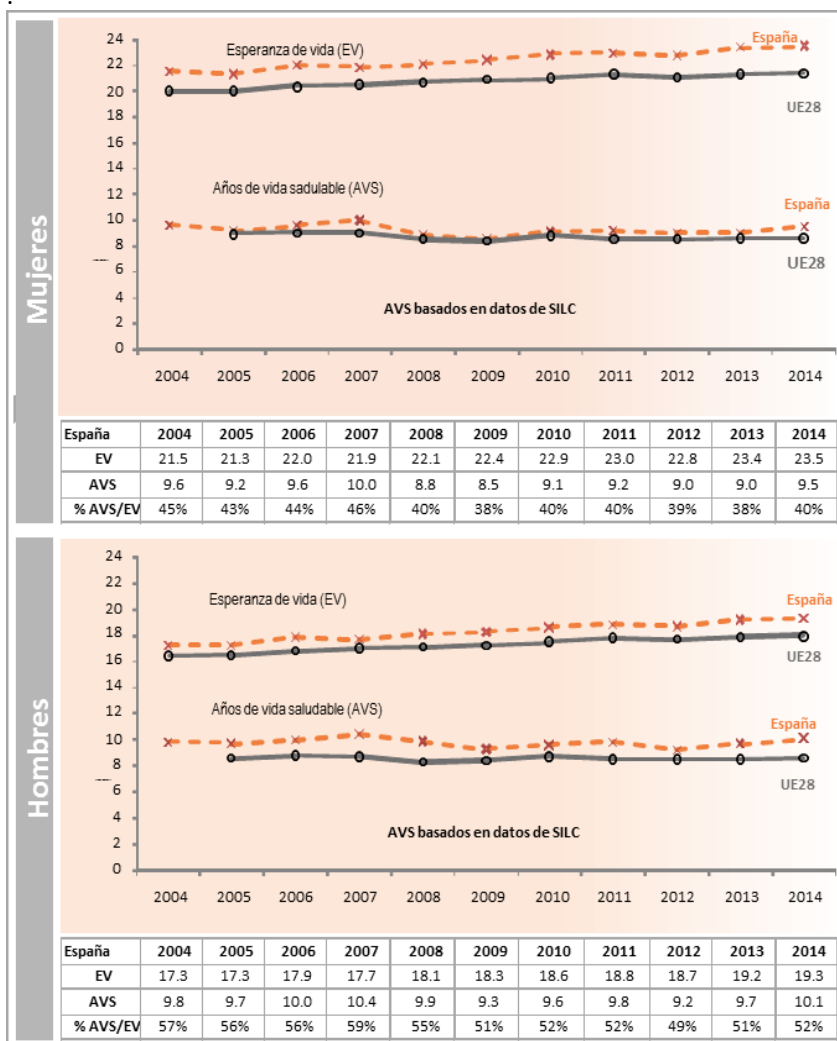 .
Mujeres
24
22
20
18
16
14
12
10
8
6
4
2
0
Esperanza de vida (EV)
España
UE28
Años de vida sadulable (AVS)
España
UE28
AVS basados en datos de SILC
2004 2005 2006 2007 2008 2009 2010 2011 2012 2013 2014
España 2004 2005 2006 2007 2008 2009 2010 2011 2012 2013 2014
EV 21.5 21.3 22.0 21.9 22.1 22.4 22.9 23.0 22.8 23.4 23.5
AVS 9.6 9.2 9.6 10.0 8.8 8.5 9.1 9.2 9.0 9.0 9.5
% AVS/EV 45% 43% 44% 46% 40% 38% 40% 40% 39% 38% 40%
Hombres
24
22
20
18
16
14
12
10
8
6
4
2
0
Esperanza de vida (EV)
España
UE28
Años de vida saludable (AVS)
España
UE28
AVS basados en datos de SILC
2004 2005 2006 2007 2008 2009 2010 2011 2012 2013 2014
España 2004 2005 2006 2007 2008 2009 2010 2011 2012 2013 2014
EV 17.3 17.3 17.9 17.7 18.1 18.3 18.6 18.8 18.7 19.2 19.3
AVS 9.8 9.7 10.0 10.4 9.9 9.3 9.6 9.8 9.2 9.7 10.1
% AVS/EV 57% 56% 56% 59% 55% 51% 52% 52% 49% 51% 52%